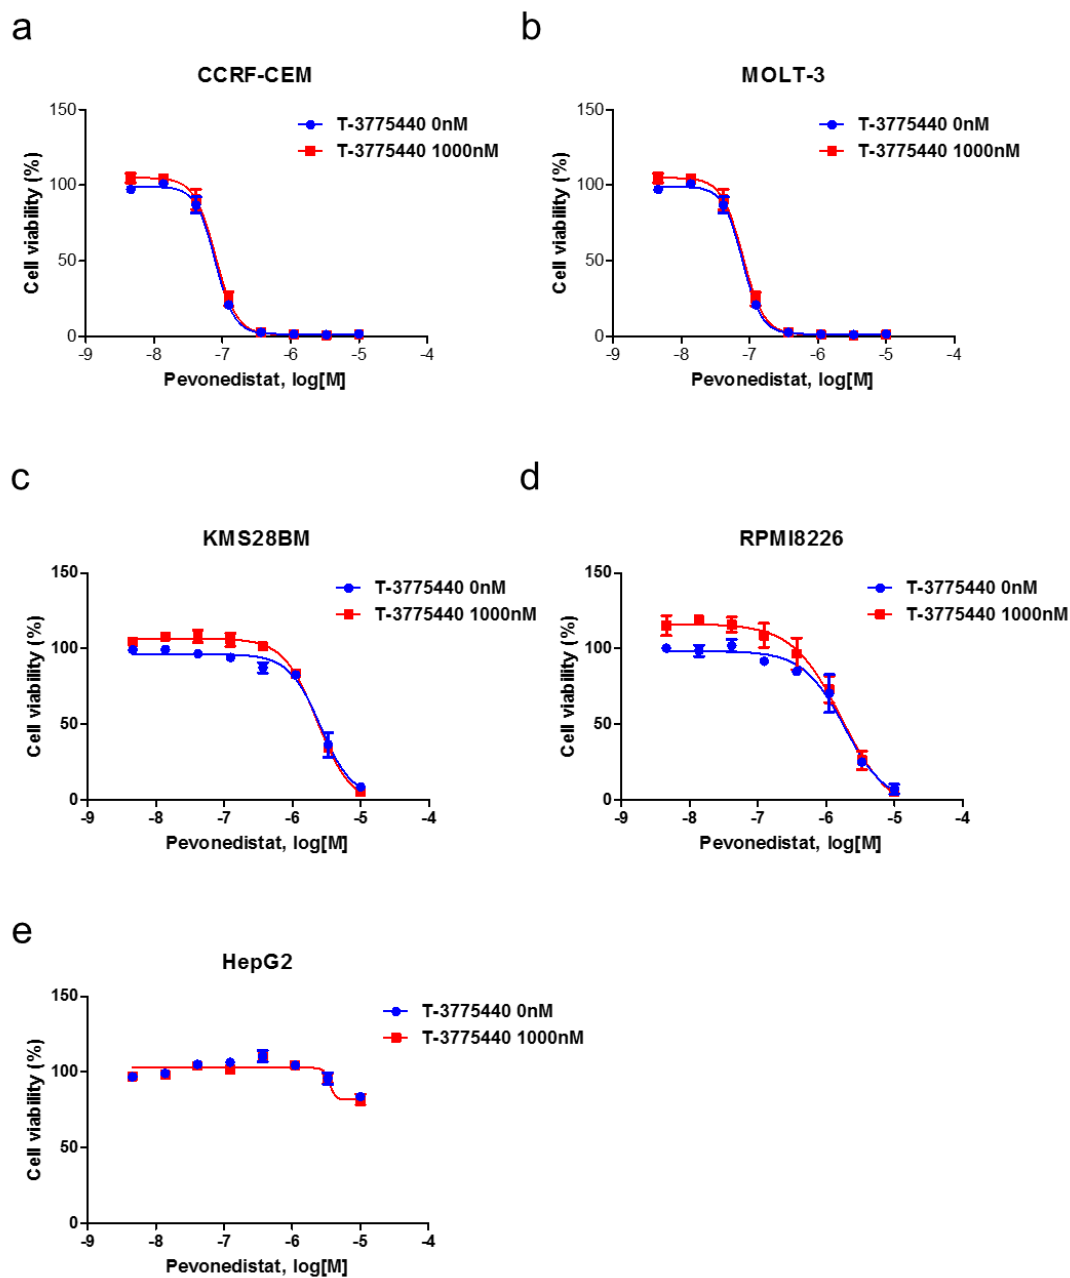 a
CCRF-CEM
T-3775440 0nM
T-3775440 1000nM
150
100
50
0
Cell viability (%)
-9 -8 -7 -6 -5 -4
Pevonedistat, log[M]
b
MOLT-3
T-3775440 0nM
T-3775440 1000nM
150
100
50
0
Cell viability (%)
-9 -8 -7 -6 -5 -4
Pevonedistat, log[M]
c
KMS28BM
T-3775440 0nM
T-3775440 1000nM
150
100
50
0
Cell viability (%)
-9 -8 -7 -6 -5 -4
Pevonedistat, log[M]
d
RPMI8226
T-3775440 0nM
T-3775440 1000nM
150
100
50
0
Cell viability (%)
-9 -8 -7 -6 -5 -4
Pevonedistat, log[M]
e
HepG2
T-3775440 0nM
T-3775440 1000nM
150
100
50
0
Cell viability (%)
-9 -8 -7 -6 -5 -4
Pevonedistat, log[M]